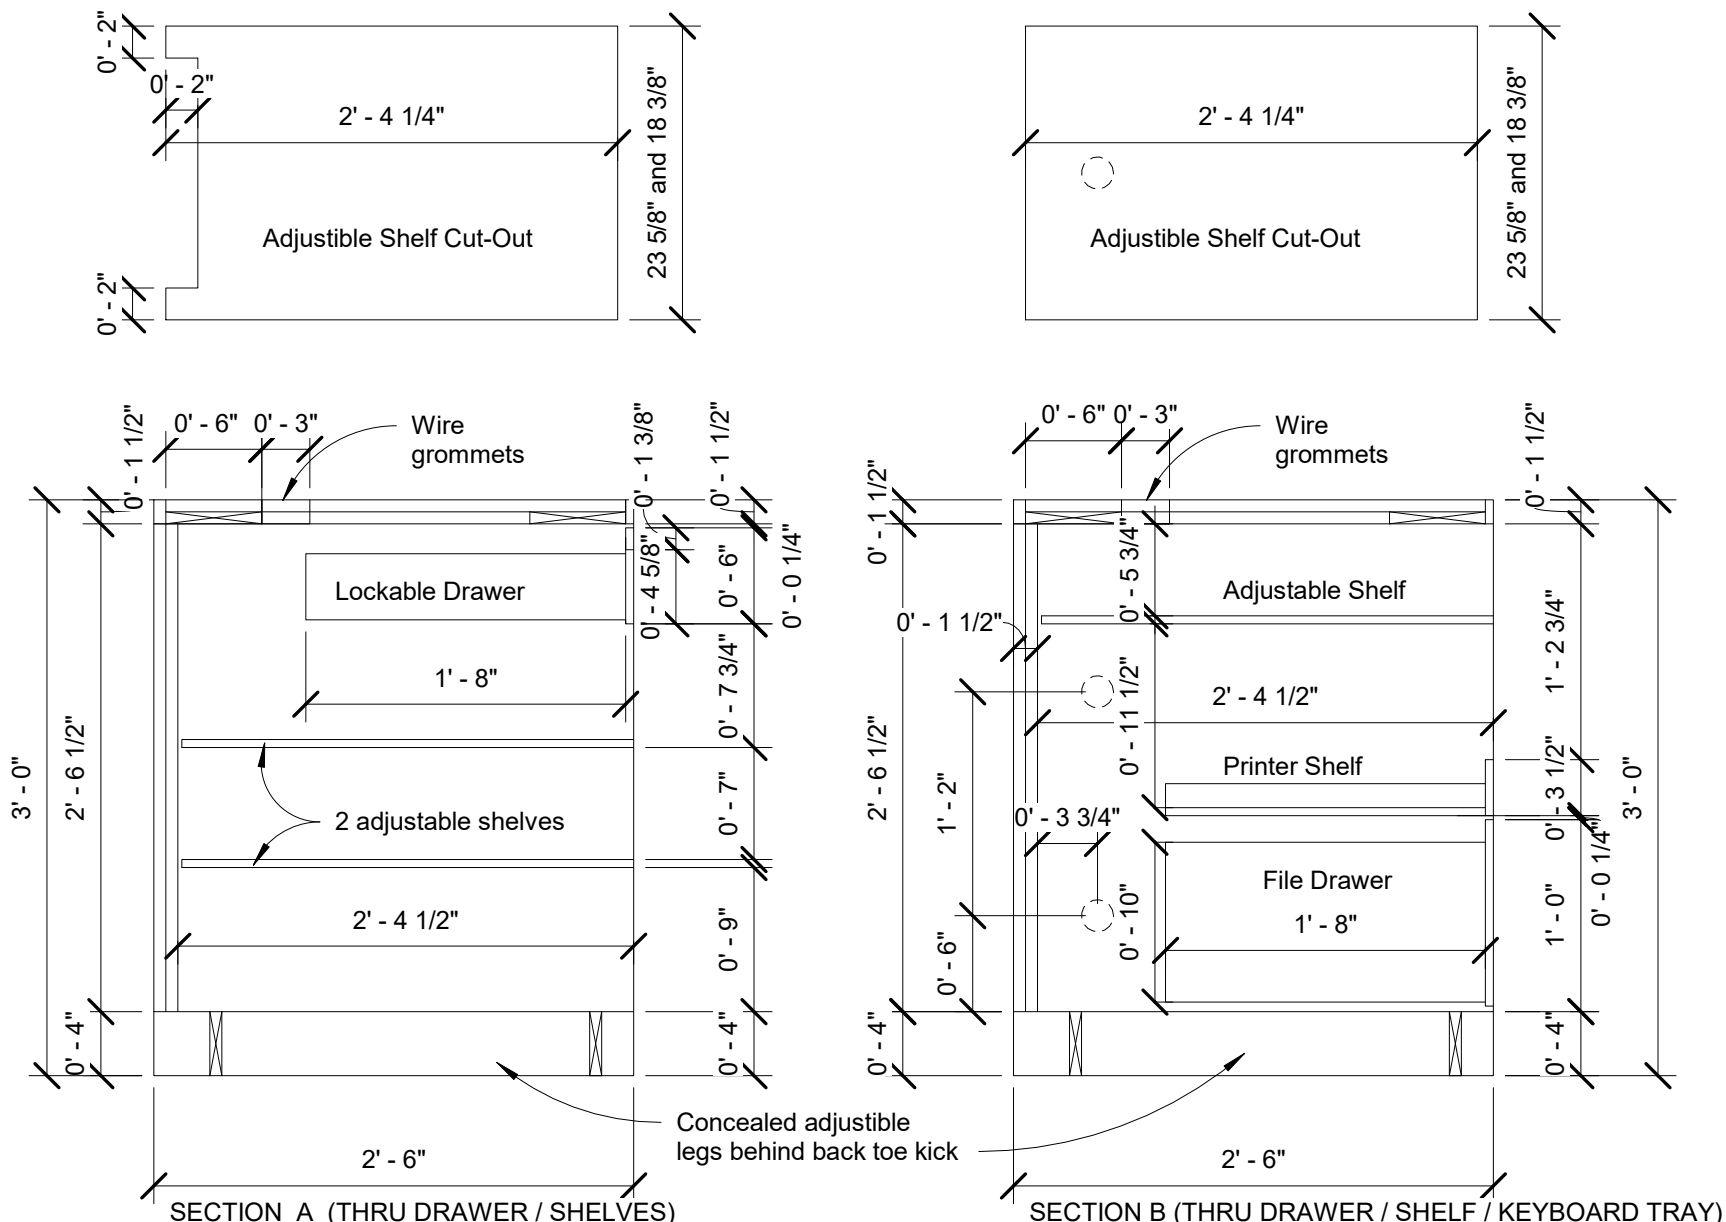 0' - 2"
0' - 2"
2' - 4 1/4"
23 5/8" and 18 3/8"
Adjustible Shelf Cut-Out
0' - 2"
2' - 4 1/4"
23 5/8" and 18 3/8"
Adjustible Shelf Cut-Out
0' - 1 1/2"
0' - 6"
0' - 3"
Wire
grommets
0' - 1 3/8"
0' - 1 1/2"
Lockable Drawer
0' - 4 5/8"
0' - 6"
0' - 0 1/4"
1' - 8"
0' - 7 3/4"
3' - 0"
2' - 6 1/2"
2 adjustable shelves
0' - 7"
2' - 4 1/2"
0' - 9"
0' - 4"
0' - 4"
2' - 6"
SECTION A (THRU DRAWER / SHELVES)
Concealed adjustible
legs behind back toe kick
0' - 6"
0' - 3"
Wire
grommets
0' - 1 1/2"
0' - 1 1/2"
0' - 5 3/4"
Adjustable Shelf
0' - 1 1/2"
1' - 2 3/4"
0' - 11 1/2"
2' - 4 1/2"
2' - 6 1/2"
1' - 2"
Printer Shelf
0' - 3 1/2"
3' - 0"
0' - 3 3/4"
0' - 0 1/4"
File Drawer
1' - 8"
0' - 10"
1' - 0"
0' - 6"
0' - 4"
0' - 4"
2' - 6"
SECTION B (THRU DRAWER / SHELF / KEYBOARD TRAY)